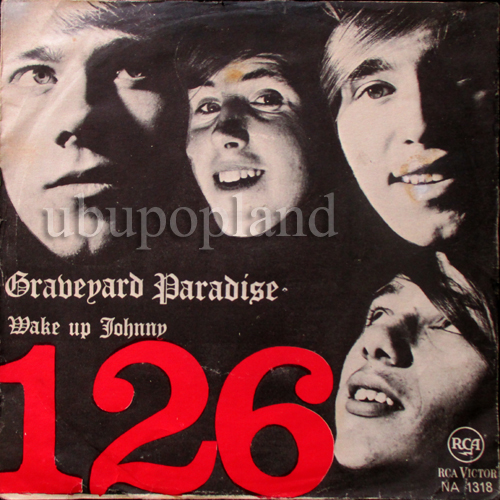 ubupopland
Graveyard Paradise
Wake up Johnny
126
RCA
RCA VICTOR
NA 1318